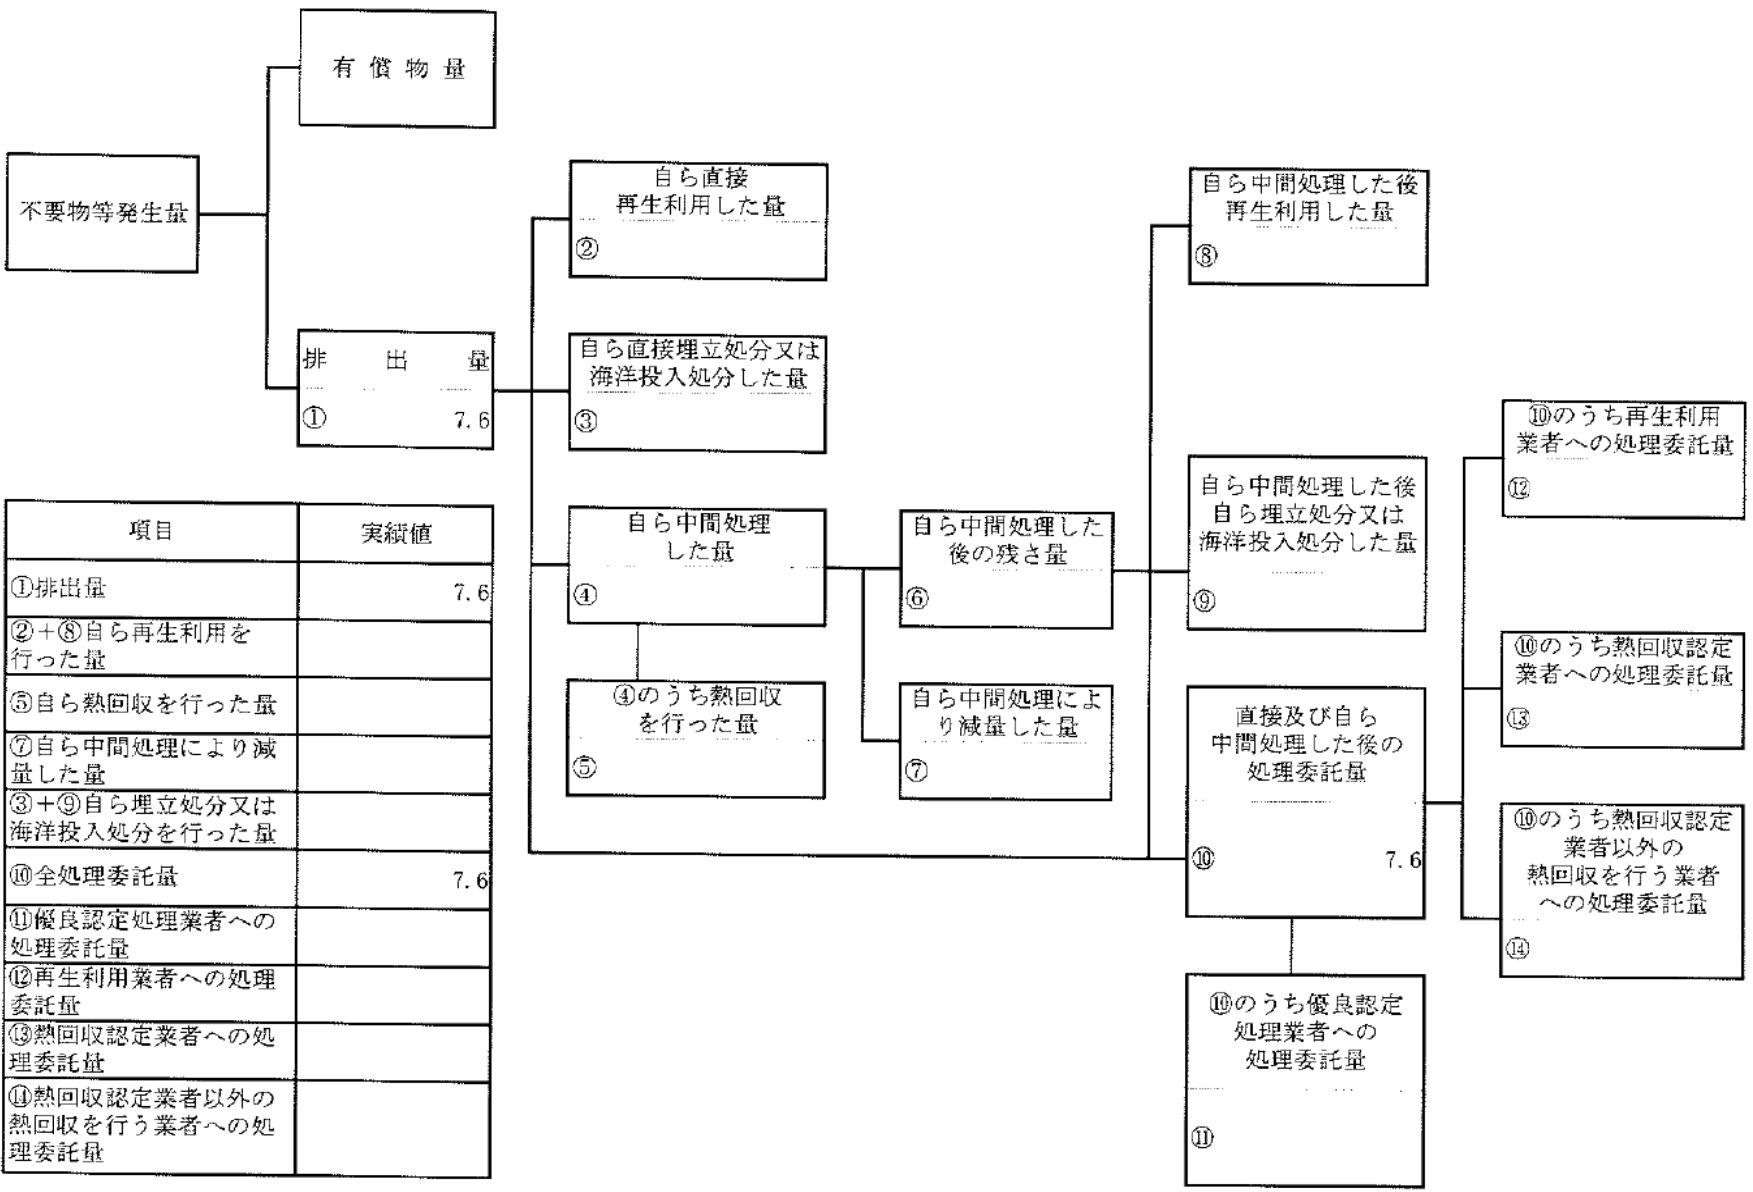 有償物量
不要物等発生量
排出量
① 7.6
自ら直接
再生利用した量
②
自ら直接埋立処分又は
海洋投入処分した量
③
自ら中間処理
した量
④
④のうち熱回収
を行った量
⑤
自ら中間処理した
後の残さ量
⑥
自ら中間処理によ
り減量した量
⑦
自ら中間処理した後
再生利用した量
⑧
自ら中間処理した後
自ら埋立処分又は
海洋投入処分した量
⑨
直接及び自ら
中間処理した後の
処理委託量
⑩ 7.6
⑩のうち優良認定
処理業者への
処理委託量
⑪
⑩のうち再生利用
業者への処理委託量
⑫
⑩のうち熱回収認定
業者への処理委託量
⑬
⑩のうち熱回収認定
業者以外の
熱回収を行う業者
への処理委託量
⑭
項目 実績値
①排出量 7.6
②+⑧自ら再生利用を
行った量
⑤自ら熱回収を行った量
⑦自ら中間処理により減
量した量
③+⑨自ら埋立処分又は
海洋投入処分を行った量
⑩全処理委託量 7.6
⑪優良認定処理業者への
処理委託量
⑫再生利用業者への処理
委託量
⑬熱回収認定業者への処
理委託量
⑭熱回収認定業者以外の
熱回収を行う業者への処
理委託量